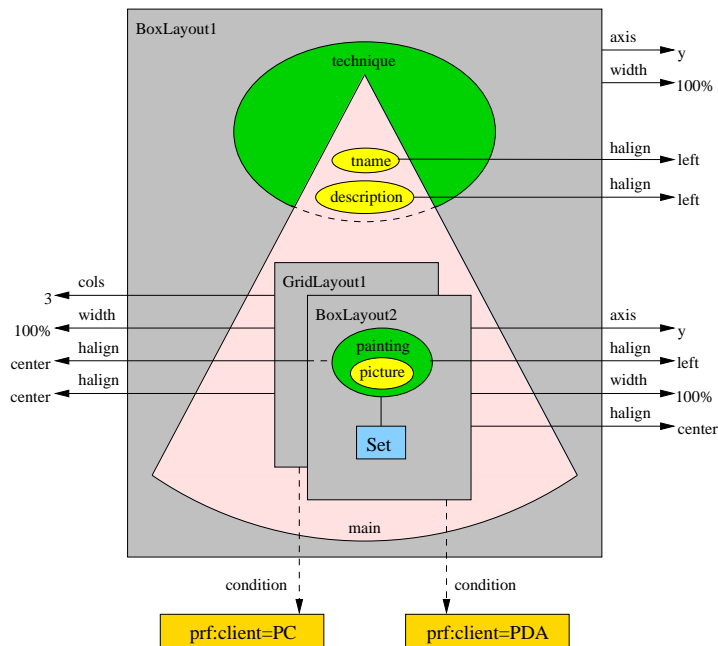 BoxLayout1
axis
y
technique
width
100%
tname
halign
left
description
halign
left
cols
3
GridLayout1
width
100%
BoxLayout2
axis
y
halign
center
painting
halign
left
picture
halign
center
width
100%
Set
halign
center
main
condition
condition
prf:client=PC
prf:client=PDA